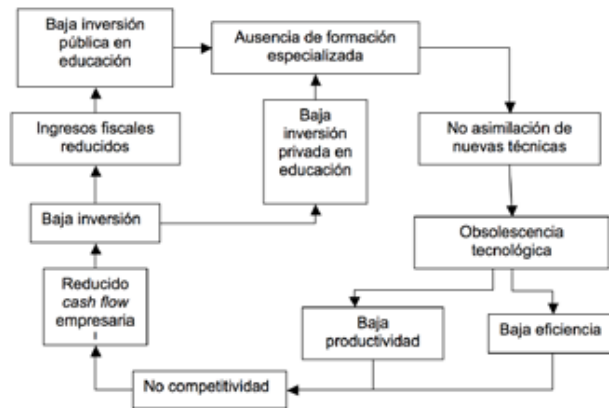 Baja inversión
pública en
educación
Ausencia de formación
especializada
Ingresos fiscales
reducidos
Baja
inversión
privada en
educación
No asimilación de
nuevas técnicas
Baja inversión
Obsolescencia
tecnológica
Reducido
cash flow
empresaria
Baja
productividad
Baja eficiencia
No competitividad